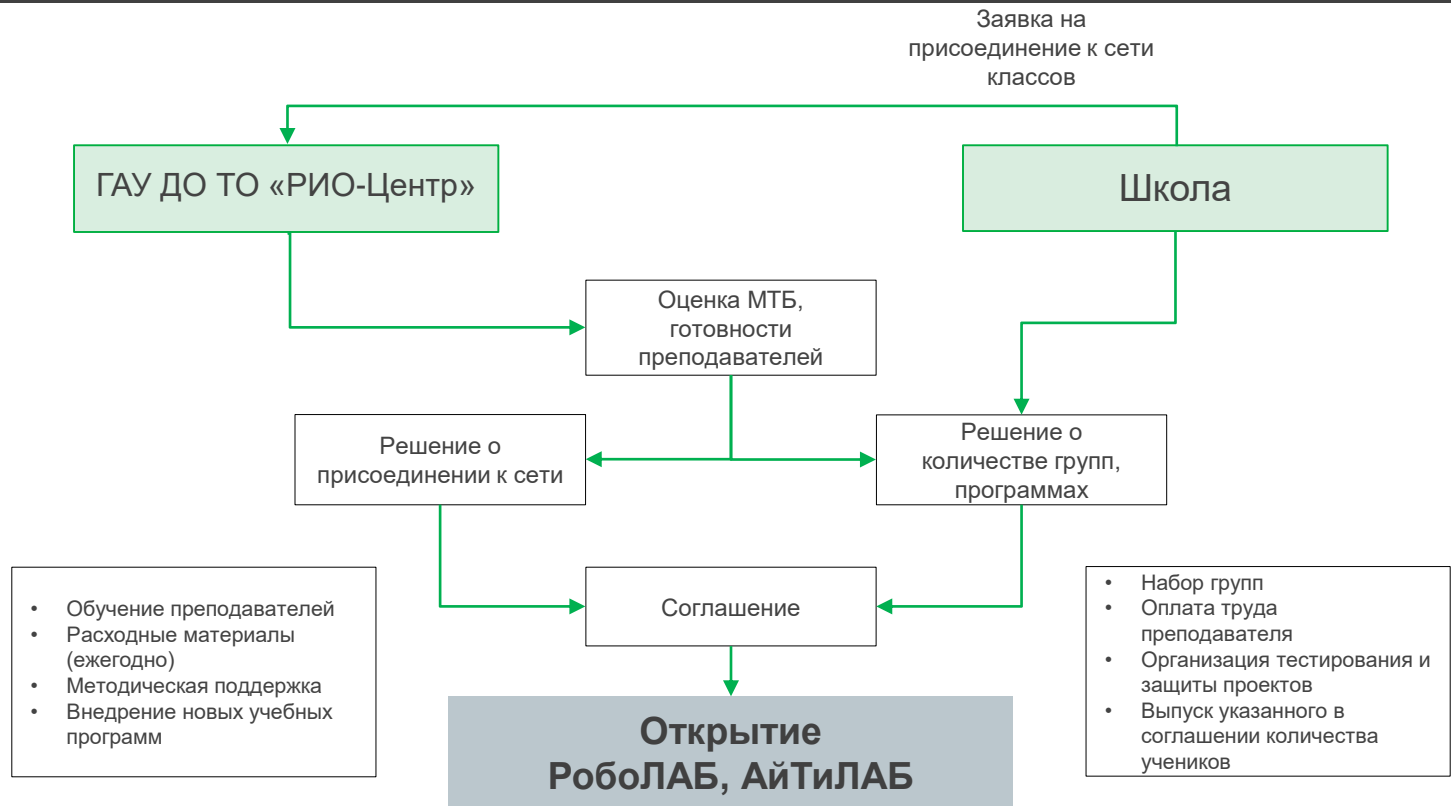 Заявка на
присоединение к сети
классов
ГАУ ДО ТО «РИО-Центр»
Школа
Оценка МТБ,
готовности
преподавателей
Решение о
присоединении к сети
Решение о
количестве групп,
программах
• Обучение преподавателей
• Расходные материалы
(ежегодно)
• Методическая поддержка
• Внедрение новых учебных
программ
Соглашение
• Набор групп
• Оплата труда
преподавателя
• Организация тестирования и
защиты проектов
• Выпуск указанного в
соглашении количества
учеников
Открытие
РобоЛАБ, АйТиЛАБ